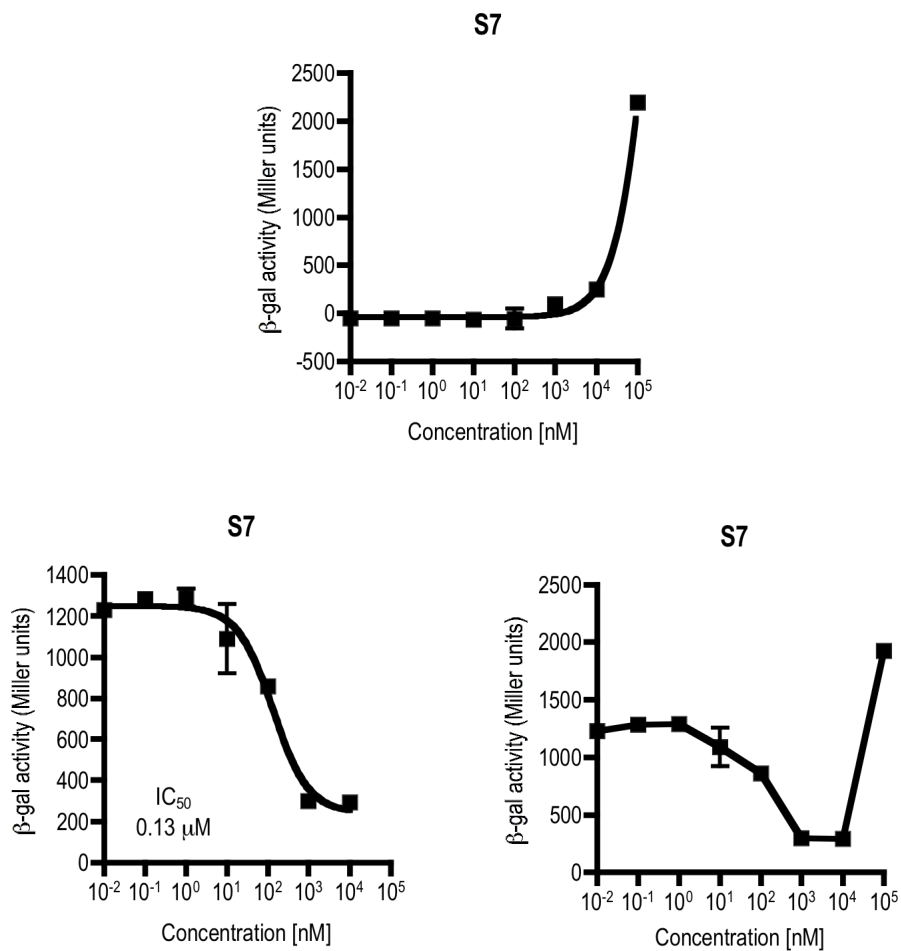 S7
β-gal activity (Miller units)
2500
2000
1500
1000
500
0
-500
10⁻² 10⁻¹ 10⁰ 10¹ 10² 10³ 10⁴ 10⁵
Concentration [nM]
S7
β-gal activity (Miller units)
1400
1200
1000
800
600
400
200
0
IC₅₀
0.13 μM
10⁻² 10⁻¹ 10⁰ 10¹ 10² 10³ 10⁴ 10⁵
Concentration [nM]
S7
β-gal activity (Miller units)
2500
2000
1500
1000
500
0
10⁻² 10⁻¹ 10⁰ 10¹ 10² 10³ 10⁴ 10⁵
Concentration [nM]